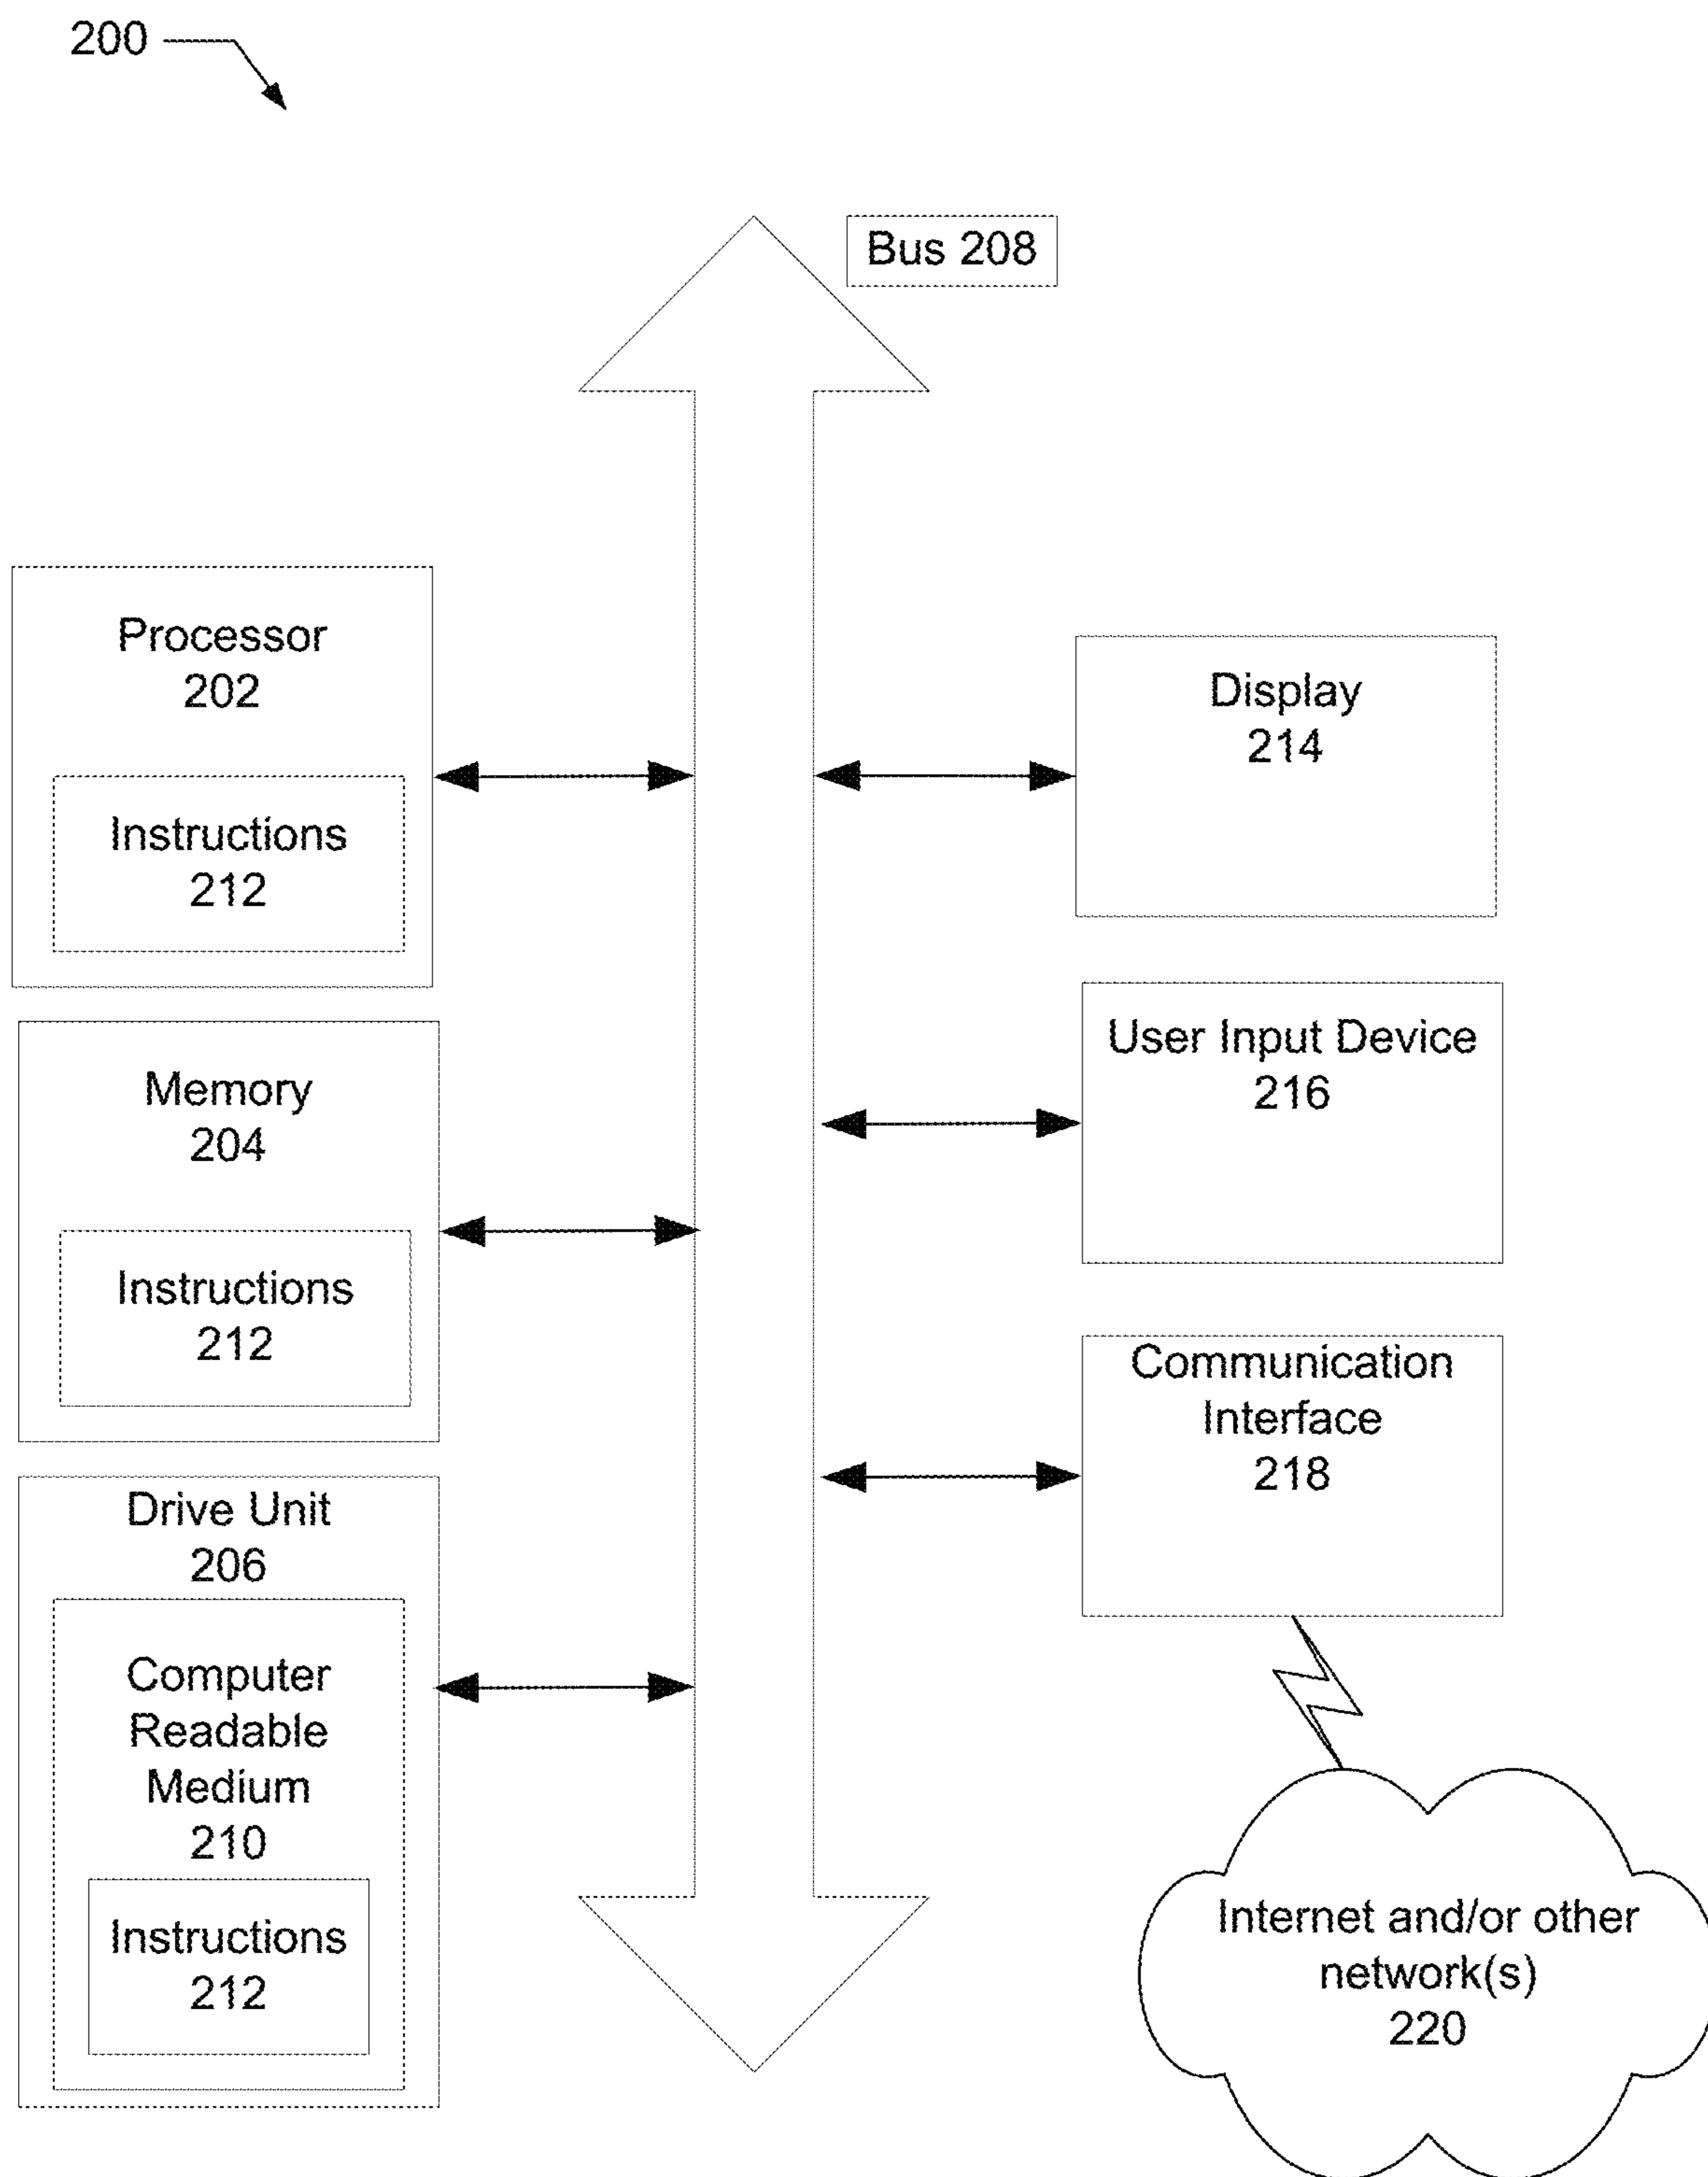 200
Bus 208
Processor
202
Instructions
212
Memory
204
Instructions
212
Drive Unit
206
Computer
Readable
Medium
210
Instructions
212
Display
214
User Input Device
216
Communication
Interface
218
Internet and/or other
network(s)
220